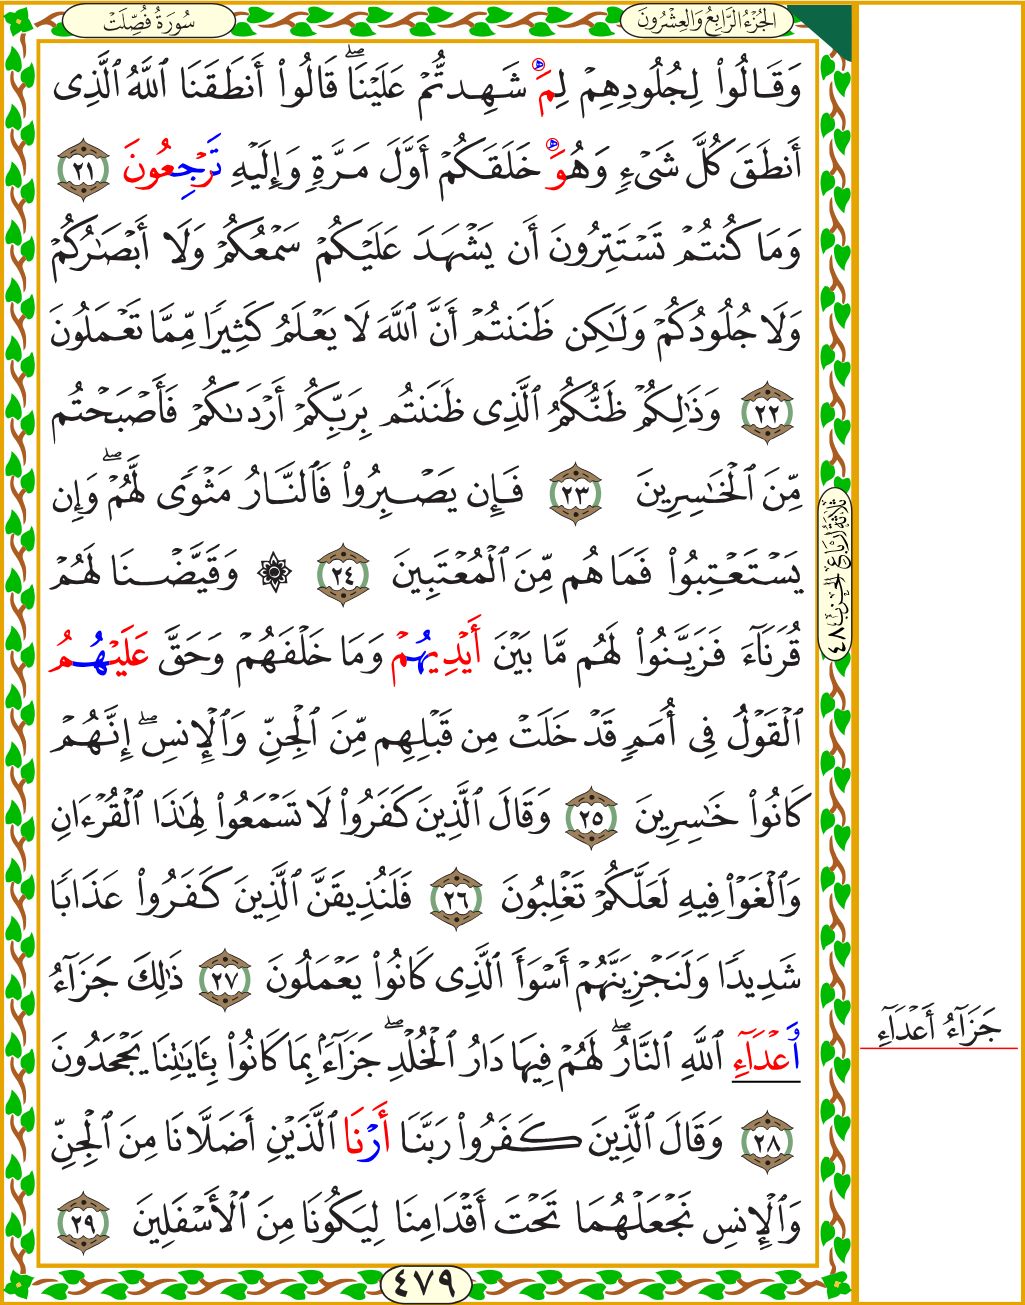 سُورَةُ فُصِّلَتْ
الجُزْءُ الرَّابِعُ وَالعِشْرُونَ
وَقَالُوا۟ لِجُلُودِهِمْ لِمَ شَهِدتُّمْ عَلَيْنَا ۖ قَالُوٓا۟ أَنطَقَنَا ٱللَّهُ ٱلَّذِى
أَنطَقَ كُلَّ شَىْءٍ وَهُوَ خَلَقَكُمْ أَوَّلَ مَرَّةٍ وَإِلَيْهِ تَرْجِعُونَ ٢١
وَمَا كُنتُمْ تَسْتَتِرُونَ أَن يَشْهَدَ عَلَيْكُمْ سَمْعُكُمْ وَلَا أَبْصَـٰرُكُمْ
وَلَا جُلُودُكُمْ وَلَـٰكِن ظَنَنتُمْ أَنَّ ٱللَّهَ لَا يَعْلَمُ كَثِيرًا مِّمَّا تَعْمَلُونَ
٢٢ وَذَٰلِكُمْ ظَنُّكُمُ ٱلَّذِى ظَنَنتُم بِرَبِّكُمْ أَرْدَىٰكُمْ فَأَصْبَحْتُم
مِّنَ ٱلْخَـٰسِرِينَ ٢٣ فَإِن يَصْبِرُوا۟ فَٱلنَّارُ مَثْوًى لَّهُمْ ۖ وَإِن
يَسْتَعْتِبُوا۟ فَمَا هُم مِّنَ ٱلْمُعْتَبِينَ ٢٤ ۞ وَقَيَّضْنَا لَهُمْ
قُرَنَآءَ فَزَيَّنُوا۟ لَهُم مَّا بَيْنَ أَيْدِيهُمْ وَمَا خَلْفَهُمْ وَحَقَّ عَلَيْهُمُ
ٱلْقَوْلُ فِى أُمَمٍ قَدْ خَلَتْ مِن قَبْلِهِم مِّنَ ٱلْجِنِّ وَٱلْإِنسِ ۖ إِنَّهُمْ
كَانُوا۟ خَـٰسِرِينَ ٢٥ وَقَالَ ٱلَّذِينَ كَفَرُوا۟ لَا تَسْمَعُوا۟ لِهَـٰذَا ٱلْقُرْءَانِ
وَٱلْغَوْا۟ فِيهِ لَعَلَّكُمْ تَغْلِبُونَ ٢٦ فَلَنُذِيقَنَّ ٱلَّذِينَ كَفَرُوا۟ عَذَابًا
شَدِيدًا وَلَنَجْزِيَنَّهُمْ أَسْوَأَ ٱلَّذِى كَانُوا۟ يَعْمَلُونَ ٢٧ ذَٰلِكَ جَزَآءُ
أَعْدَآءِ ٱللَّهِ ٱلنَّارُ ۖ لَهُمْ فِيهَا دَارُ ٱلْخُلْدِ ۖ جَزَآءًۢ بِمَا كَانُوا۟ بِـَٔايَـٰتِنَا يَجْحَدُونَ
٢٨ وَقَالَ ٱلَّذِينَ كَفَرُوا۟ رَبَّنَا أَرْنَا ٱلَّذَيْنِ أَضَلَّانَا مِنَ ٱلْجِنِّ
وَٱلْإِنسِ نَجْعَلْهُمَا تَحْتَ أَقْدَامِنَا لِيَكُونَا مِنَ ٱلْأَسْفَلِينَ ٢٩
ثَلَاثَةُ أَرْبَاعِ الحِزْبِ ٤٨
جَزَآءُ أَعْدَآءِ
٤٧٩